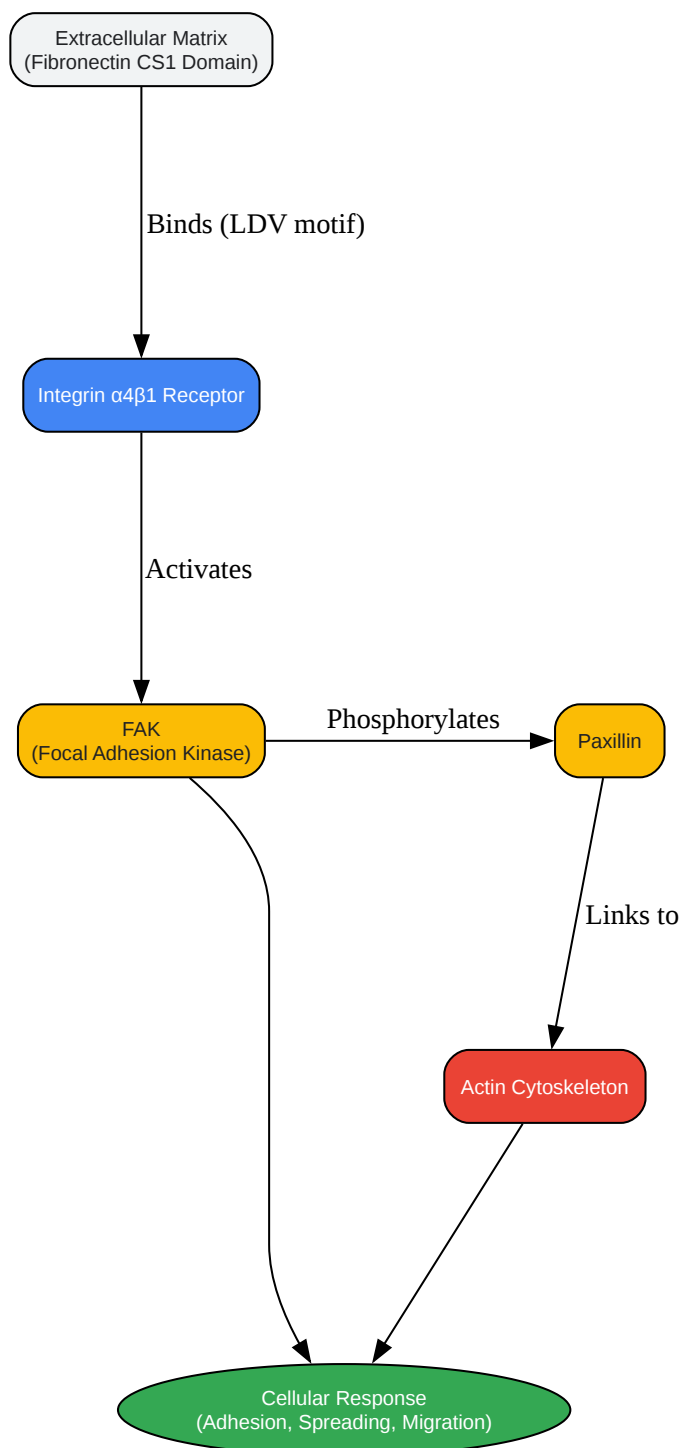 Extracellular Matrix
(Fibronectin CS1 Domain)
Binds (LDV motif)
Integrin α4β1 Receptor
Activates
FAK
(Focal Adhesion Kinase)
Phosphorylates
Paxillin
Links to
Actin Cytoskeleton
Cellular Response
(Adhesion, Spreading, Migration)